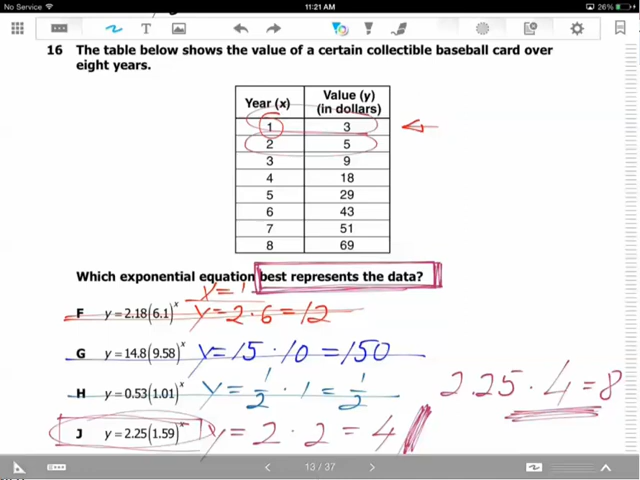 No Service 11:21 AM 26%
T
16 The table below shows the value of a certain collectible baseball card over
eight years.
Year (x) Value (y) (in dollars)
1 3
2 5
3 9
4 18
5 29
6 43
7 51
8 69
Which exponential equation best represents the data?
x=1
F y = 2.18(6.1)ˣ y=2·6=12
G y = 14.8(9.58)ˣ y=15·10=150
H y = 0.53(1.01)ˣ y=1/2·1=1/2
2.25·4=8
J y = 2.25(1.59)ˣ y=2·2=4
13 / 37